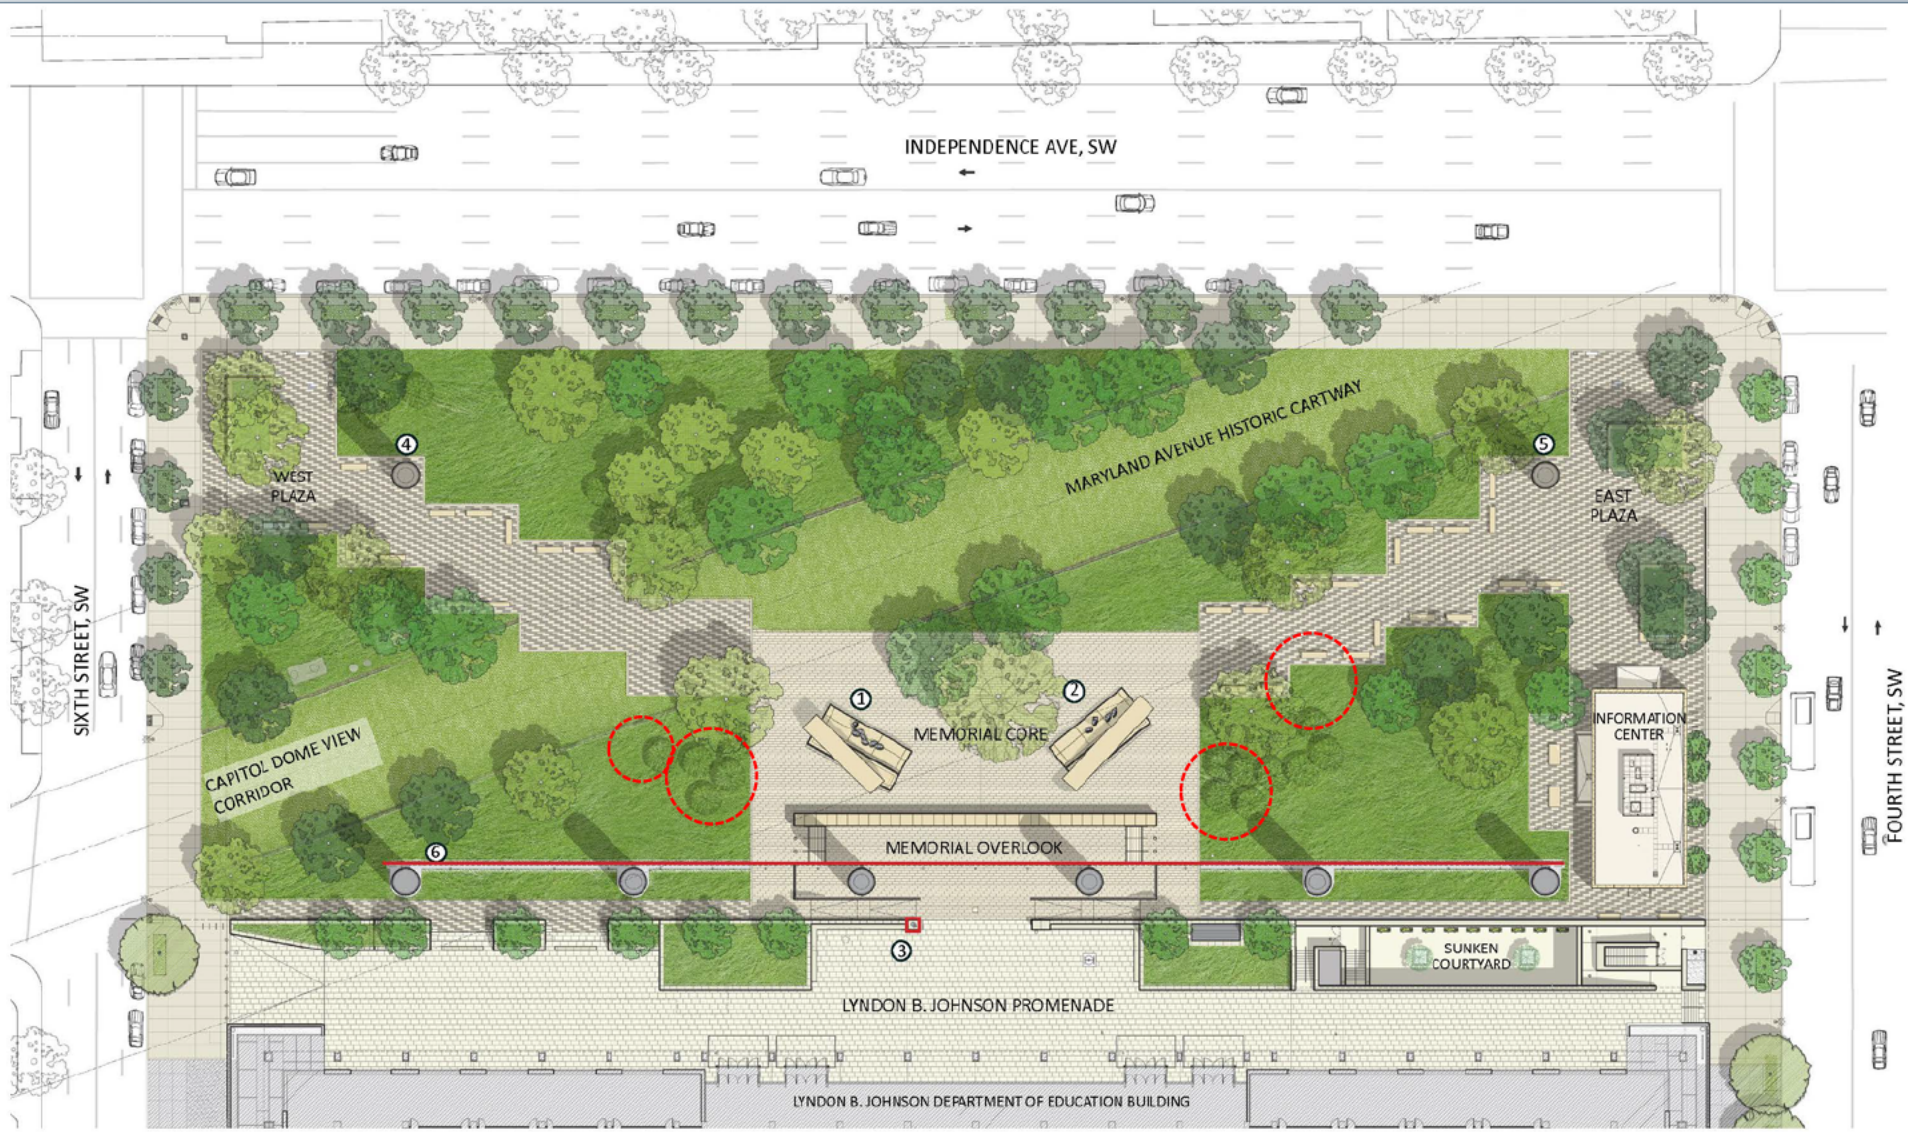 INDEPENDENCE AVE, SW
MARYLAND AVENUE HISTORIC CARTWAY
4
5
WEST
PLAZA
EAST
PLAZA
SIXTH STREET, SW
FOURTH STREET, SW
1
2
MEMORIAL CORE
INFORMATION
CENTER
CAPITOL DOME VIEW
CORRIDOR
6
MEMORIAL OVERLOOK
3
SUNKEN
COURTYARD
LYNDON B. JOHNSON PROMENADE
LYNDON B. JOHNSON DEPARTMENT OF EDUCATION BUILDING